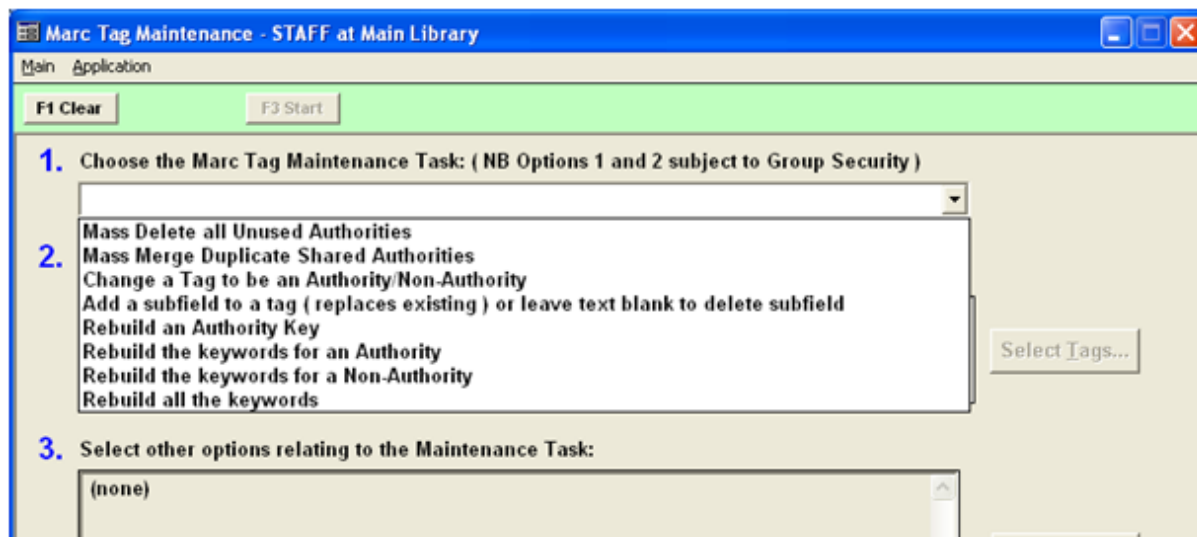 Marc Tag Maintenance - STAFF at Main Library
Main Application
F1 Clear F3 Start
1. Choose the Marc Tag Maintenance Task: ( NB Options 1 and 2 subject to Group Security )
Mass Delete all Unused Authorities
2. Mass Merge Duplicate Shared Authorities
Change a Tag to be an Authority/Non-Authority
Add a subfield to a tag ( replaces existing ) or leave text blank to delete subfield
Rebuild an Authority Key
Rebuild the keywords for an Authority
Select Tags...
Rebuild the keywords for a Non-Authority
Rebuild all the keywords
3. Select other options relating to the Maintenance Task:
(none)